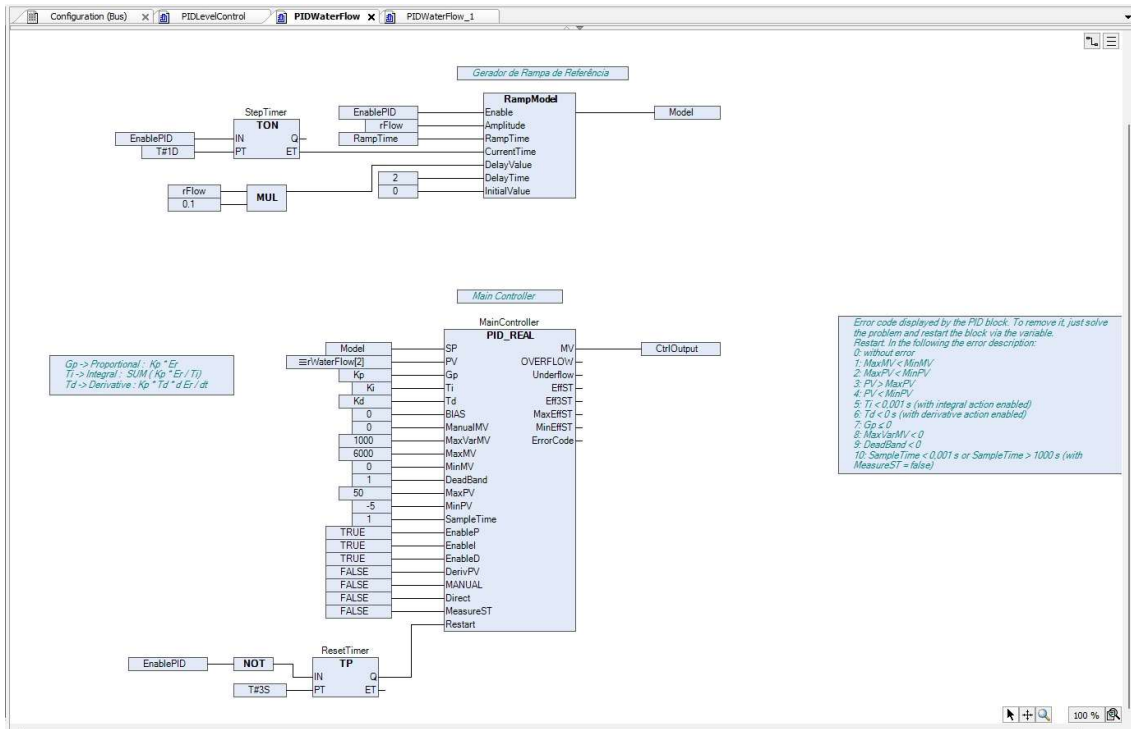 Configuration (Bus) X PIDLevelControl PIDWaterFlow X PIDWaterFlow_1
Gerador de Rampa de Referência
StepTimer
TON
EnablePID IN Q
T#1D PT ET
rFlow
0.1
MUL
RampModel
EnablePID Enable Model
rFlow Amplitude
RampTime RampTime
CurrentTime
DelayValue
2 DelayTime
0 InitialValue
Main Controller
MainController
PID_REAL
Model SP MV CtrlOutput
rWaterFlow[2] PV OVERFLOW
Kp Gp Underflow
Ki Ti EffST
Kd Td Eff3ST
0 BIAS MaxEffST
0 ManualMV MinEffST
1000 MaxVarMV ErrorCode
6000 MaxMV
0 MinMV
1 DeadBand
50 MaxPV
-5 MinPV
1 SampleTime
TRUE EnableP
TRUE EnableI
TRUE EnableD
FALSE DerivPV
FALSE MANUAL
FALSE Direct
FALSE MeasureST
Restart
Gp -> Proportional : Kp * Er
Ti -> Integral : SUM ( Kp * Er / Ti )
Td -> Derivative : Kp * Td * d Er / dt
Error code displayed by the PID block. To remove it, just solve
the problem and restart the block via the variable.
Restart. In the following the error description:
0: without error
1: MaxMV < MinMV
2: MaxPV < MinPV
3: PV > MaxPV
4: PV < MinPV
5: Ti < 0,001 s (with integral action enabled)
6: Td < 0 s (with derivative action enabled)
7: Gp ≤ 0
8: MaxVarMV < 0
9: DeadBand < 0
10: SampleTime < 0,001 s or SampleTime > 1000 s (with
MeasureST = false)
ResetTimer
TP
EnablePID NOT IN Q
T#3S PT ET
100 %